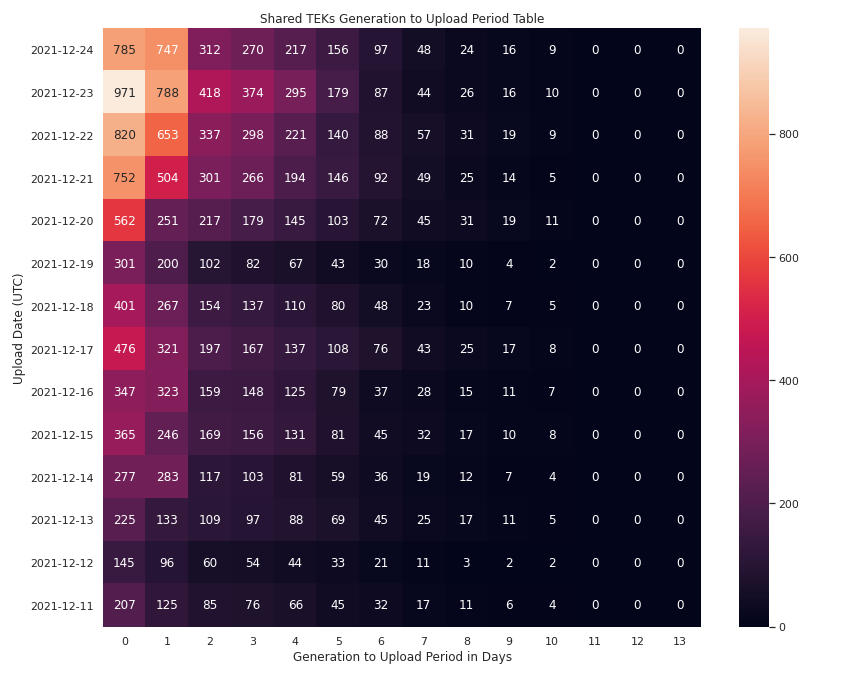 Shared TEKs Generation to Upload Period Table
Upload Date (UTC)
2021-12-24 785 747 312 270 217 156 97 48 24 16 9 0 0 0
2021-12-23 971 788 418 374 295 179 87 44 26 16 10 0 0 0
2021-12-22 820 653 337 298 221 140 88 57 31 19 9 0 0 0
2021-12-21 752 504 301 266 194 146 92 49 25 14 5 0 0 0
2021-12-20 562 251 217 179 145 103 72 45 31 19 11 0 0 0
2021-12-19 301 200 102 82 67 43 30 18 10 4 2 0 0 0
2021-12-18 401 267 154 137 110 80 48 23 10 7 5 0 0 0
2021-12-17 476 321 197 167 137 108 76 43 25 17 8 0 0 0
2021-12-16 347 323 159 148 125 79 37 28 15 11 7 0 0 0
2021-12-15 365 246 169 156 131 81 45 32 17 10 8 0 0 0
2021-12-14 277 283 117 103 81 59 36 19 12 7 4 0 0 0
2021-12-13 225 133 109 97 88 69 45 25 17 11 5 0 0 0
2021-12-12 145 96 60 54 44 33 21 11 3 2 2 0 0 0
2021-12-11 207 125 85 76 66 45 32 17 11 6 4 0 0 0
0 1 2 3 4 5 6 7 8 9 10 11 12 13
Generation to Upload Period in Days
800
600
400
200
0